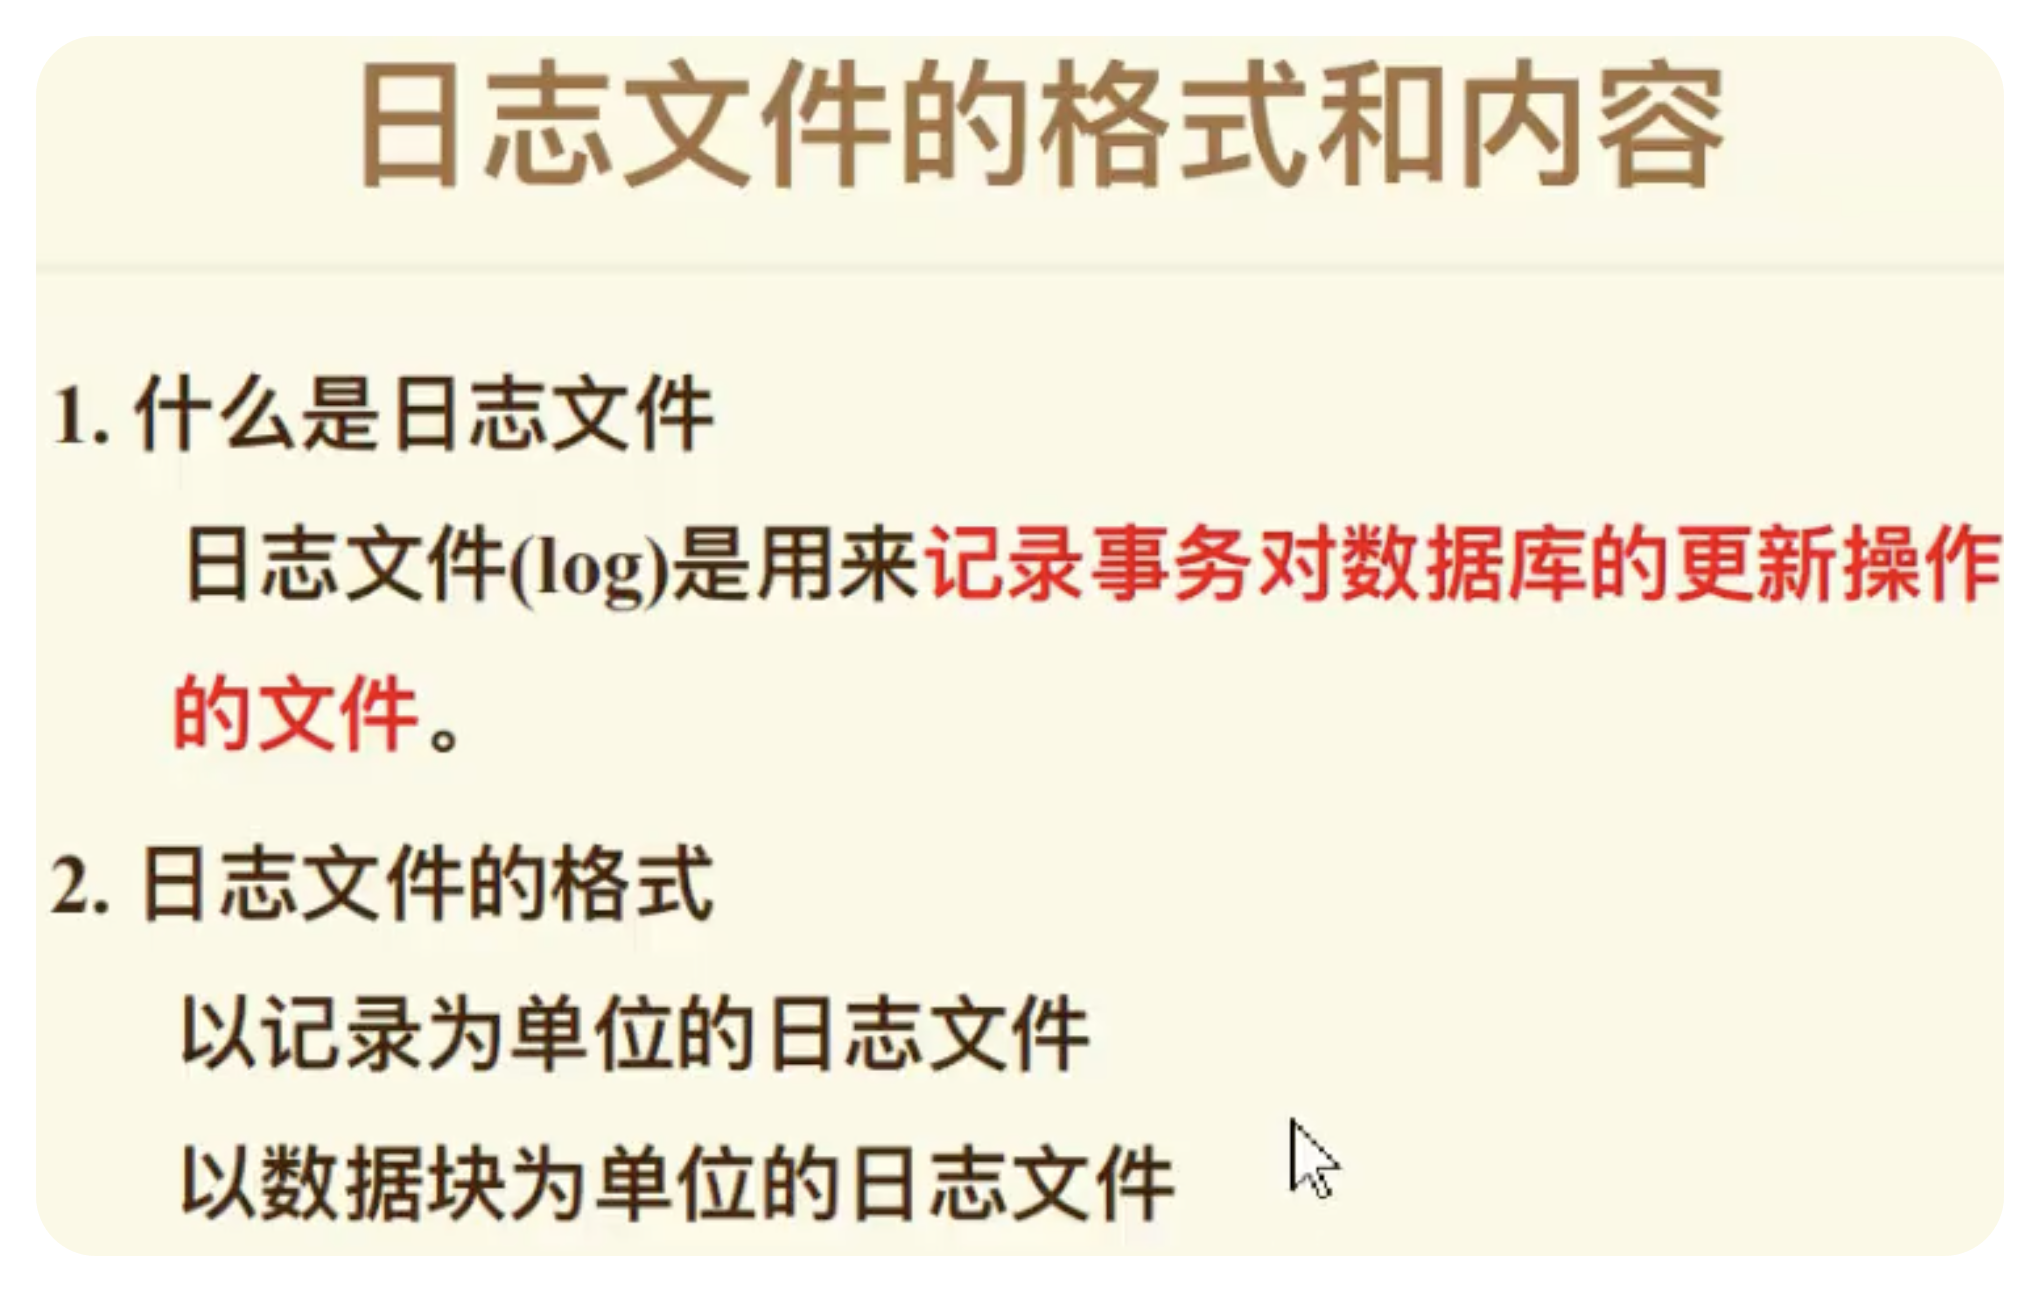 日志文件的格式和内容
1. 什么是日志文件
日志文件(log)是用来记录事务对数据库的更新操作
的文件。
2. 日志文件的格式
以记录为单位的日志文件
以数据块为单位的日志文件